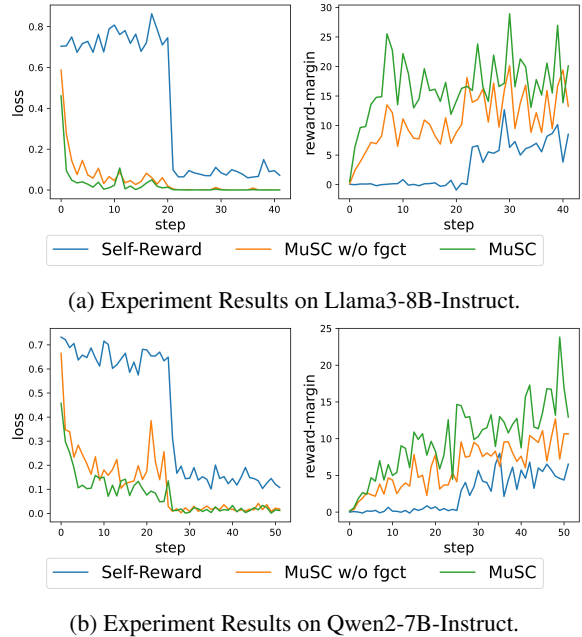 0.8
0.6
0.4
0.2
0.0
loss
0 10 20 30 40
step
30
25
20
15
10
5
0
reward-margin
0 10 20 30 40
step
Self-Reward MuSC w/o fgct MuSC
(a) Experiment Results on Llama3-8B-Instruct.
0.7
0.6
0.5
0.4
0.3
0.2
0.1
0.0
loss
0 10 20 30 40 50
step
25
20
15
10
5
0
reward-margin
0 10 20 30 40 50
step
Self-Reward MuSC w/o fgct MuSC
(b) Experiment Results on Qwen2-7B-Instruct.